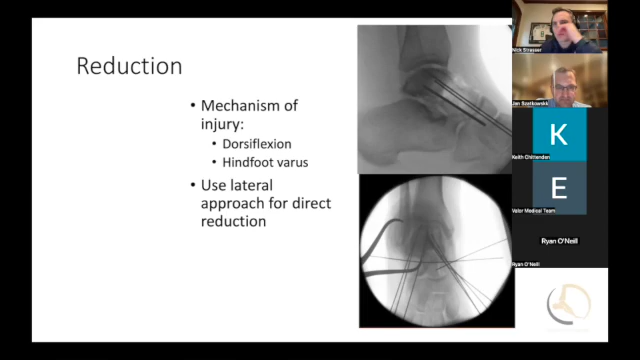 Reduction
• Mechanism of
injury:
• Dorsiflexion
• Hindfoot varus
• Use lateral
approach for direct
reduction
Nick Strasser
Jan Szatkowski
K
Keith Chittenden
E
Valor Medical Team
Ryan O'Neill
Ryan O'Neill